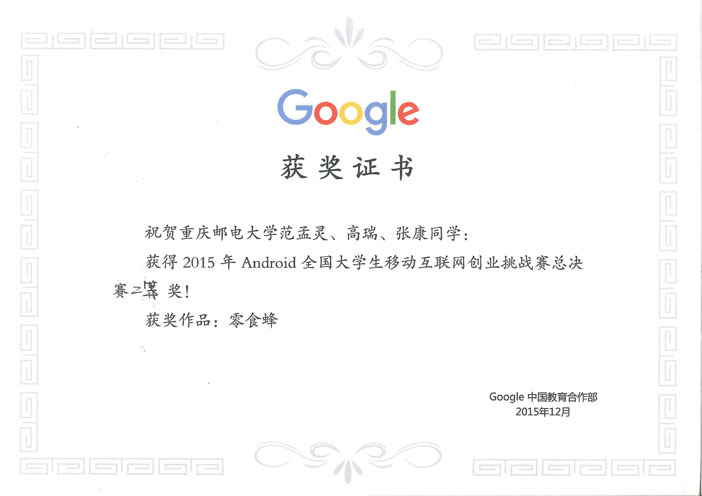 Google
获奖证书
祝贺重庆邮电大学范孟灵、高瑞、张康同学：
获得 2015 年 Android 全国大学生移动互联网创业挑战赛总决
赛二等 奖！
获奖作品：零食蜂
Google 中国教育合作部
2015年12月